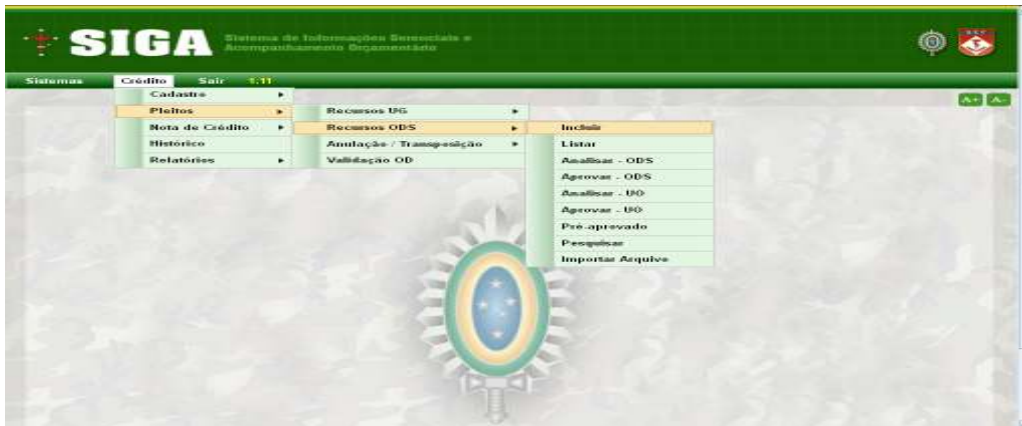 SIGA
Sistema de Informações Gerenciais e
Acompanhamento Orçamentário
Sistemas Crédito Sair 1.11
A+ A-
Cadastro
Pleitos
Nota de Crédito
Histórico
Relatórios
Recursos UG
Recursos ODS
Anulação / Transposição
Validação OD
Incluir
Listar
Analisar - ODS
Aprovar - ODS
Analisar - UO
Aprovar - UO
Pré-aprovado
Pesquisar
Importar Arquivo